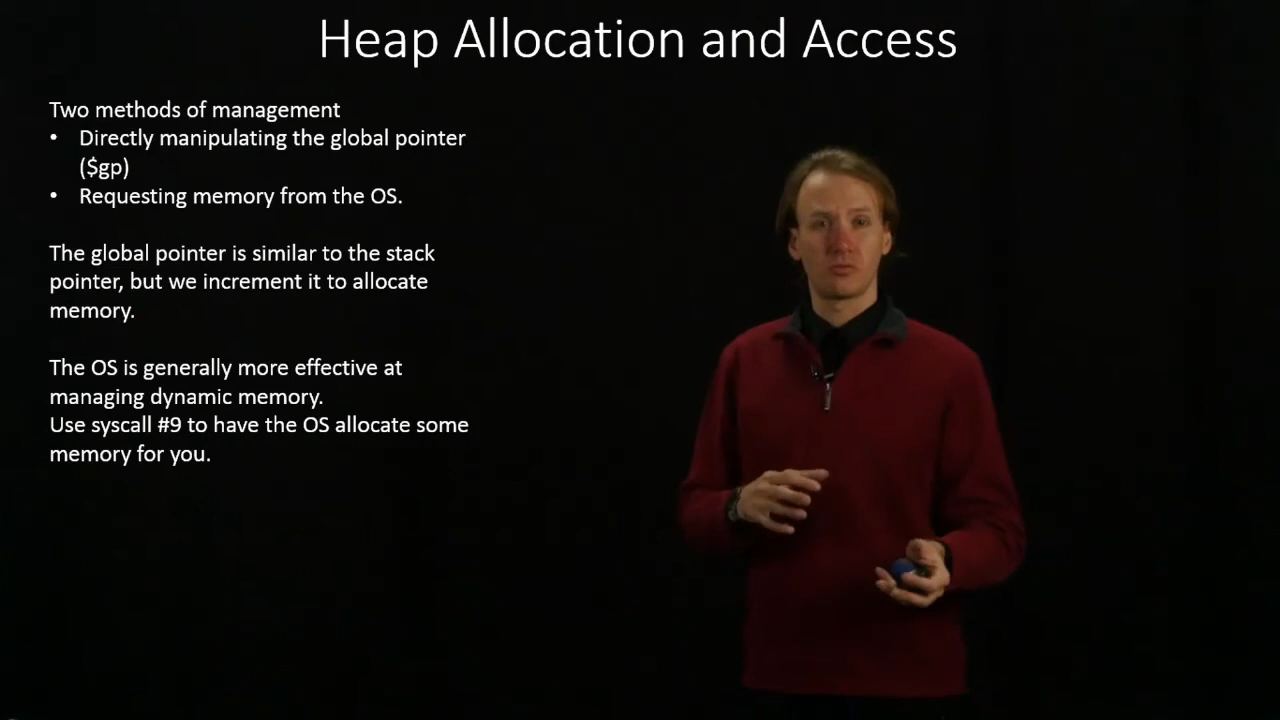 Heap Allocation and Access
Two methods of management
• Directly manipulating the global pointer
($gp)
• Requesting memory from the OS.
The global pointer is similar to the stack
pointer, but we increment it to allocate
memory.
The OS is generally more effective at
managing dynamic memory.
Use syscall #9 to have the OS allocate some
memory for you.